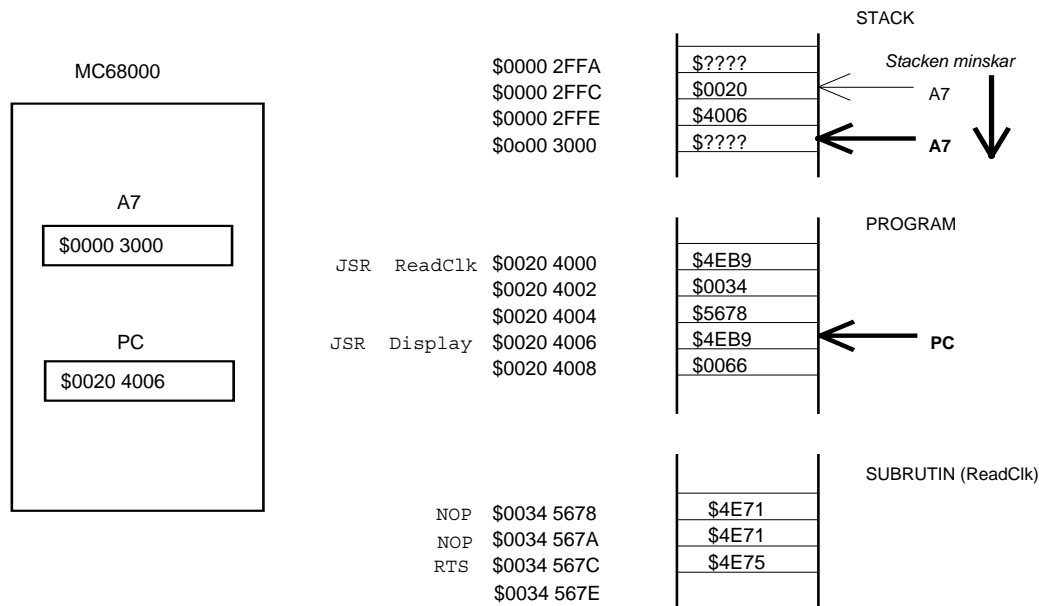 STACK
MC68000
Stacken minskar
$0000 2FFA $????
$0000 2FFC $0020 A7
$0000 2FFE $4006
$0o00 3000 $???? A7
A7
$0000 3000
PROGRAM
JSR ReadClk $0020 4000 $4EB9
$0020 4002 $0034
$0020 4004 $5678
PC
JSR Display $0020 4006 $4EB9 PC
$0020 4008 $0066
$0020 4006
SUBRUTIN (ReadClk)
NOP $0034 5678 $4E71
NOP $0034 567A $4E71
RTS $0034 567C $4E75
$0034 567E